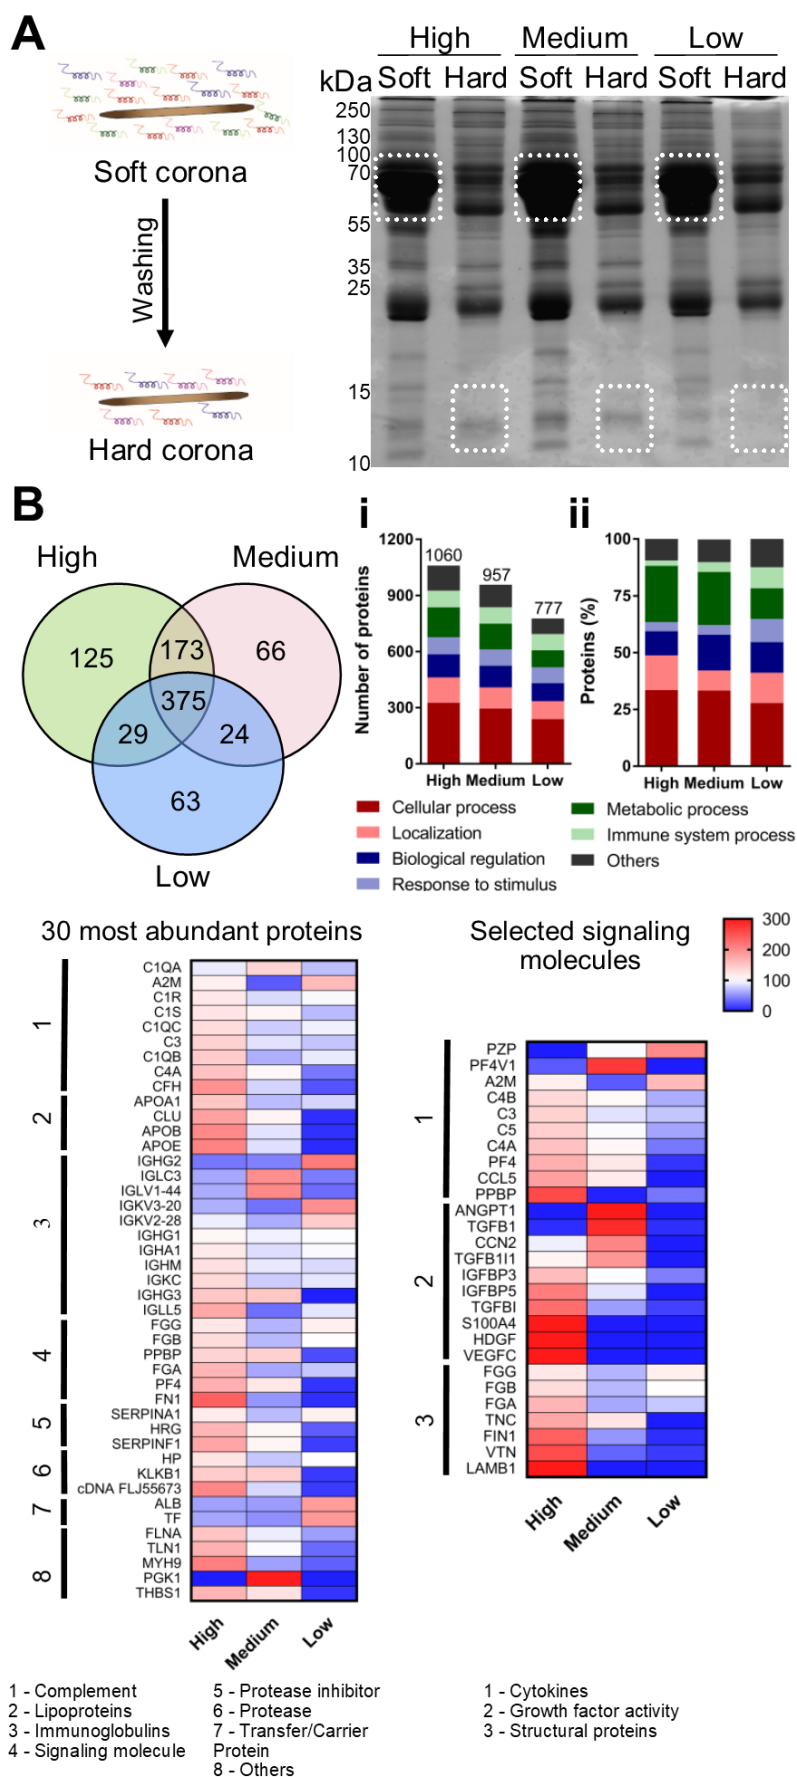 A
High Medium Low
kDa Soft Hard Soft Hard Soft Hard
250
130
100
70
55
35
25
15
10
Soft corona
Washing
Hard corona
B
High Medium
125 173 66
375
29 24
63
Low
i
Number of proteins
1200
900
600
300
0
1060
957
777
High Medium Low
ii
Proteins (%)
100
75
50
25
0
High Medium Low
Cellular process
Localization
Biological regulation
Response to stimulus
Metabolic process
Immune system process
Others
30 most abundant proteins
1
C1QA
A2M
C1R
C1S
C1QC
C3
C1QB
C4A
CFH
2
APOA1
CLU
APOB
APOE
3
IGHG2
IGLC3
IGLV1-44
IGKV3-20
IGKV2-28
IGHG1
IGHA1
IGHM
IGKC
IGHG3
IGLL5
4
FGG
FGB
PPBP
FGA
PF4
FN1
5
SERPINA1
HRG
SERPINF1
6
HP
KLKB1
cDNA FLJ55673
7
ALB
TF
8
FLNA
TLN1
MYH9
PGK1
THBS1
High Medium Low
Selected signaling
molecules
300
200
100
0
1
PZP
PF4V1
A2M
C4B
C3
C5
C4A
PF4
CCL5
PPBP
2
ANGPT1
TGFB1
CCN2
TGFB1I1
IGFBP3
IGFBP5
TGFBI
S100A4
HDGF
VEGFC
3
FGG
FGB
FGA
TNC
FIN1
VTN
LAMB1
High Medium Low
1 - Complement
2 - Lipoproteins
3 - Immunoglobulins
4 - Signaling molecule
5 - Protease inhibitor
6 - Protease
7 - Transfer/Carrier
Protein
8 - Others
1 - Cytokines
2 - Growth factor activity
3 - Structural proteins